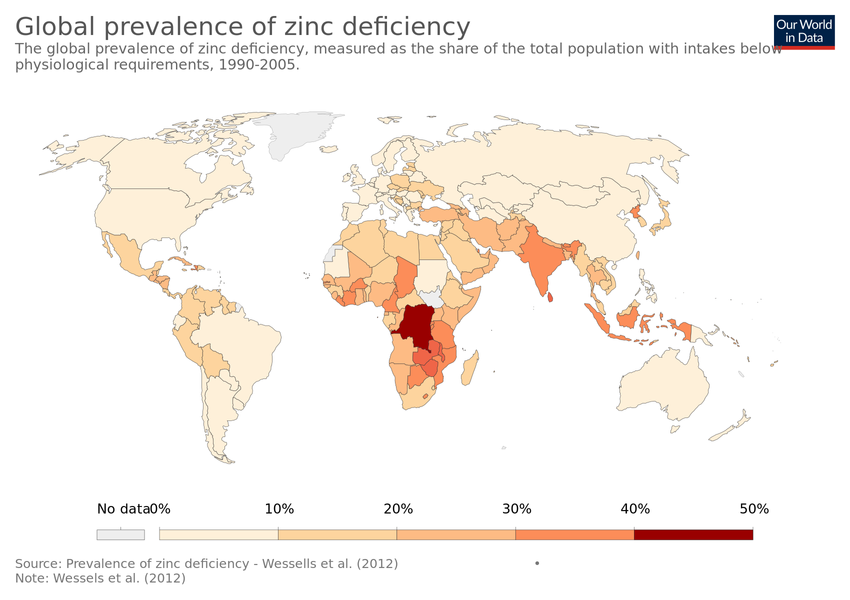 Global prevalence of zinc deficiency
Our World
in Data
The global prevalence of zinc deficiency, measured as the share of the total population with intakes below
physiological requirements, 1990-2005.
No data 0% 10% 20% 30% 40% 50%
Source: Prevalence of zinc deficiency - Wessells et al. (2012)
Note: Wessels et al. (2012)